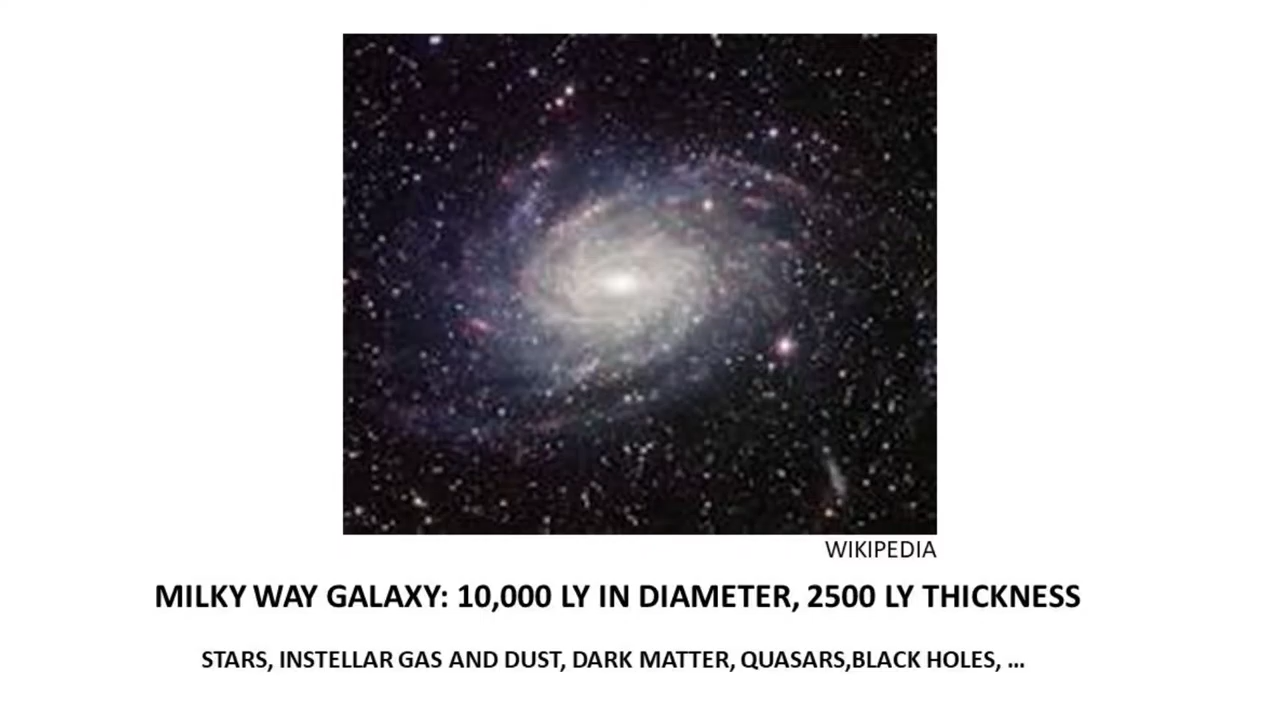 WIKIPEDIA
MILKY WAY GALAXY: 10,000 LY IN DIAMETER, 2500 LY THICKNESS
STARS, INSTELLAR GAS AND DUST, DARK MATTER, QUASARS,BLACK HOLES, ...